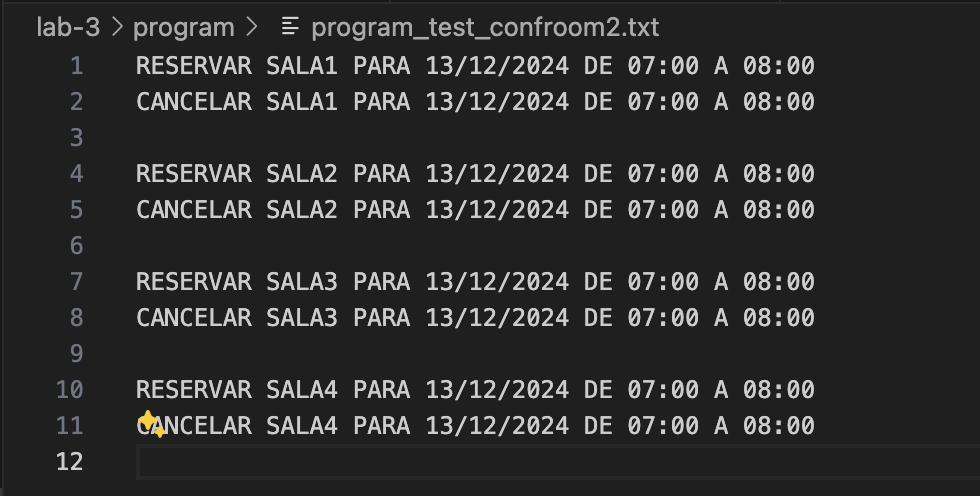 lab-3 > program > program_test_confroom2.txt
1 RESERVAR SALA1 PARA 13/12/2024 DE 07:00 A 08:00
2 CANCELAR SALA1 PARA 13/12/2024 DE 07:00 A 08:00
3
4 RESERVAR SALA2 PARA 13/12/2024 DE 07:00 A 08:00
5 CANCELAR SALA2 PARA 13/12/2024 DE 07:00 A 08:00
6
7 RESERVAR SALA3 PARA 13/12/2024 DE 07:00 A 08:00
8 CANCELAR SALA3 PARA 13/12/2024 DE 07:00 A 08:00
9
10 RESERVAR SALA4 PARA 13/12/2024 DE 07:00 A 08:00
11 CANCELAR SALA4 PARA 13/12/2024 DE 07:00 A 08:00
12